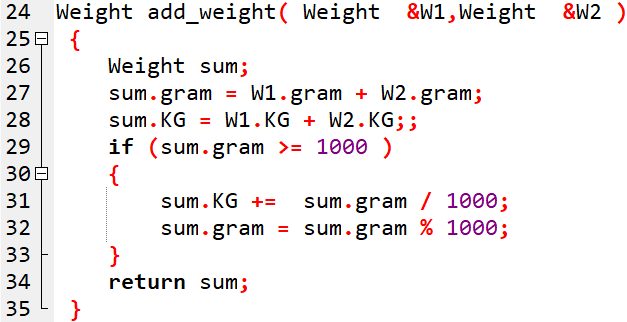 24 Weight add_weight( Weight &W1,Weight &W2 )
25 {
26 Weight sum;
27 sum.gram = W1.gram + W2.gram;
28 sum.KG = W1.KG + W2.KG;;
29 if (sum.gram >= 1000 )
30 {
31 sum.KG += sum.gram / 1000;
32 sum.gram = sum.gram % 1000;
33 }
34 return sum;
35 }